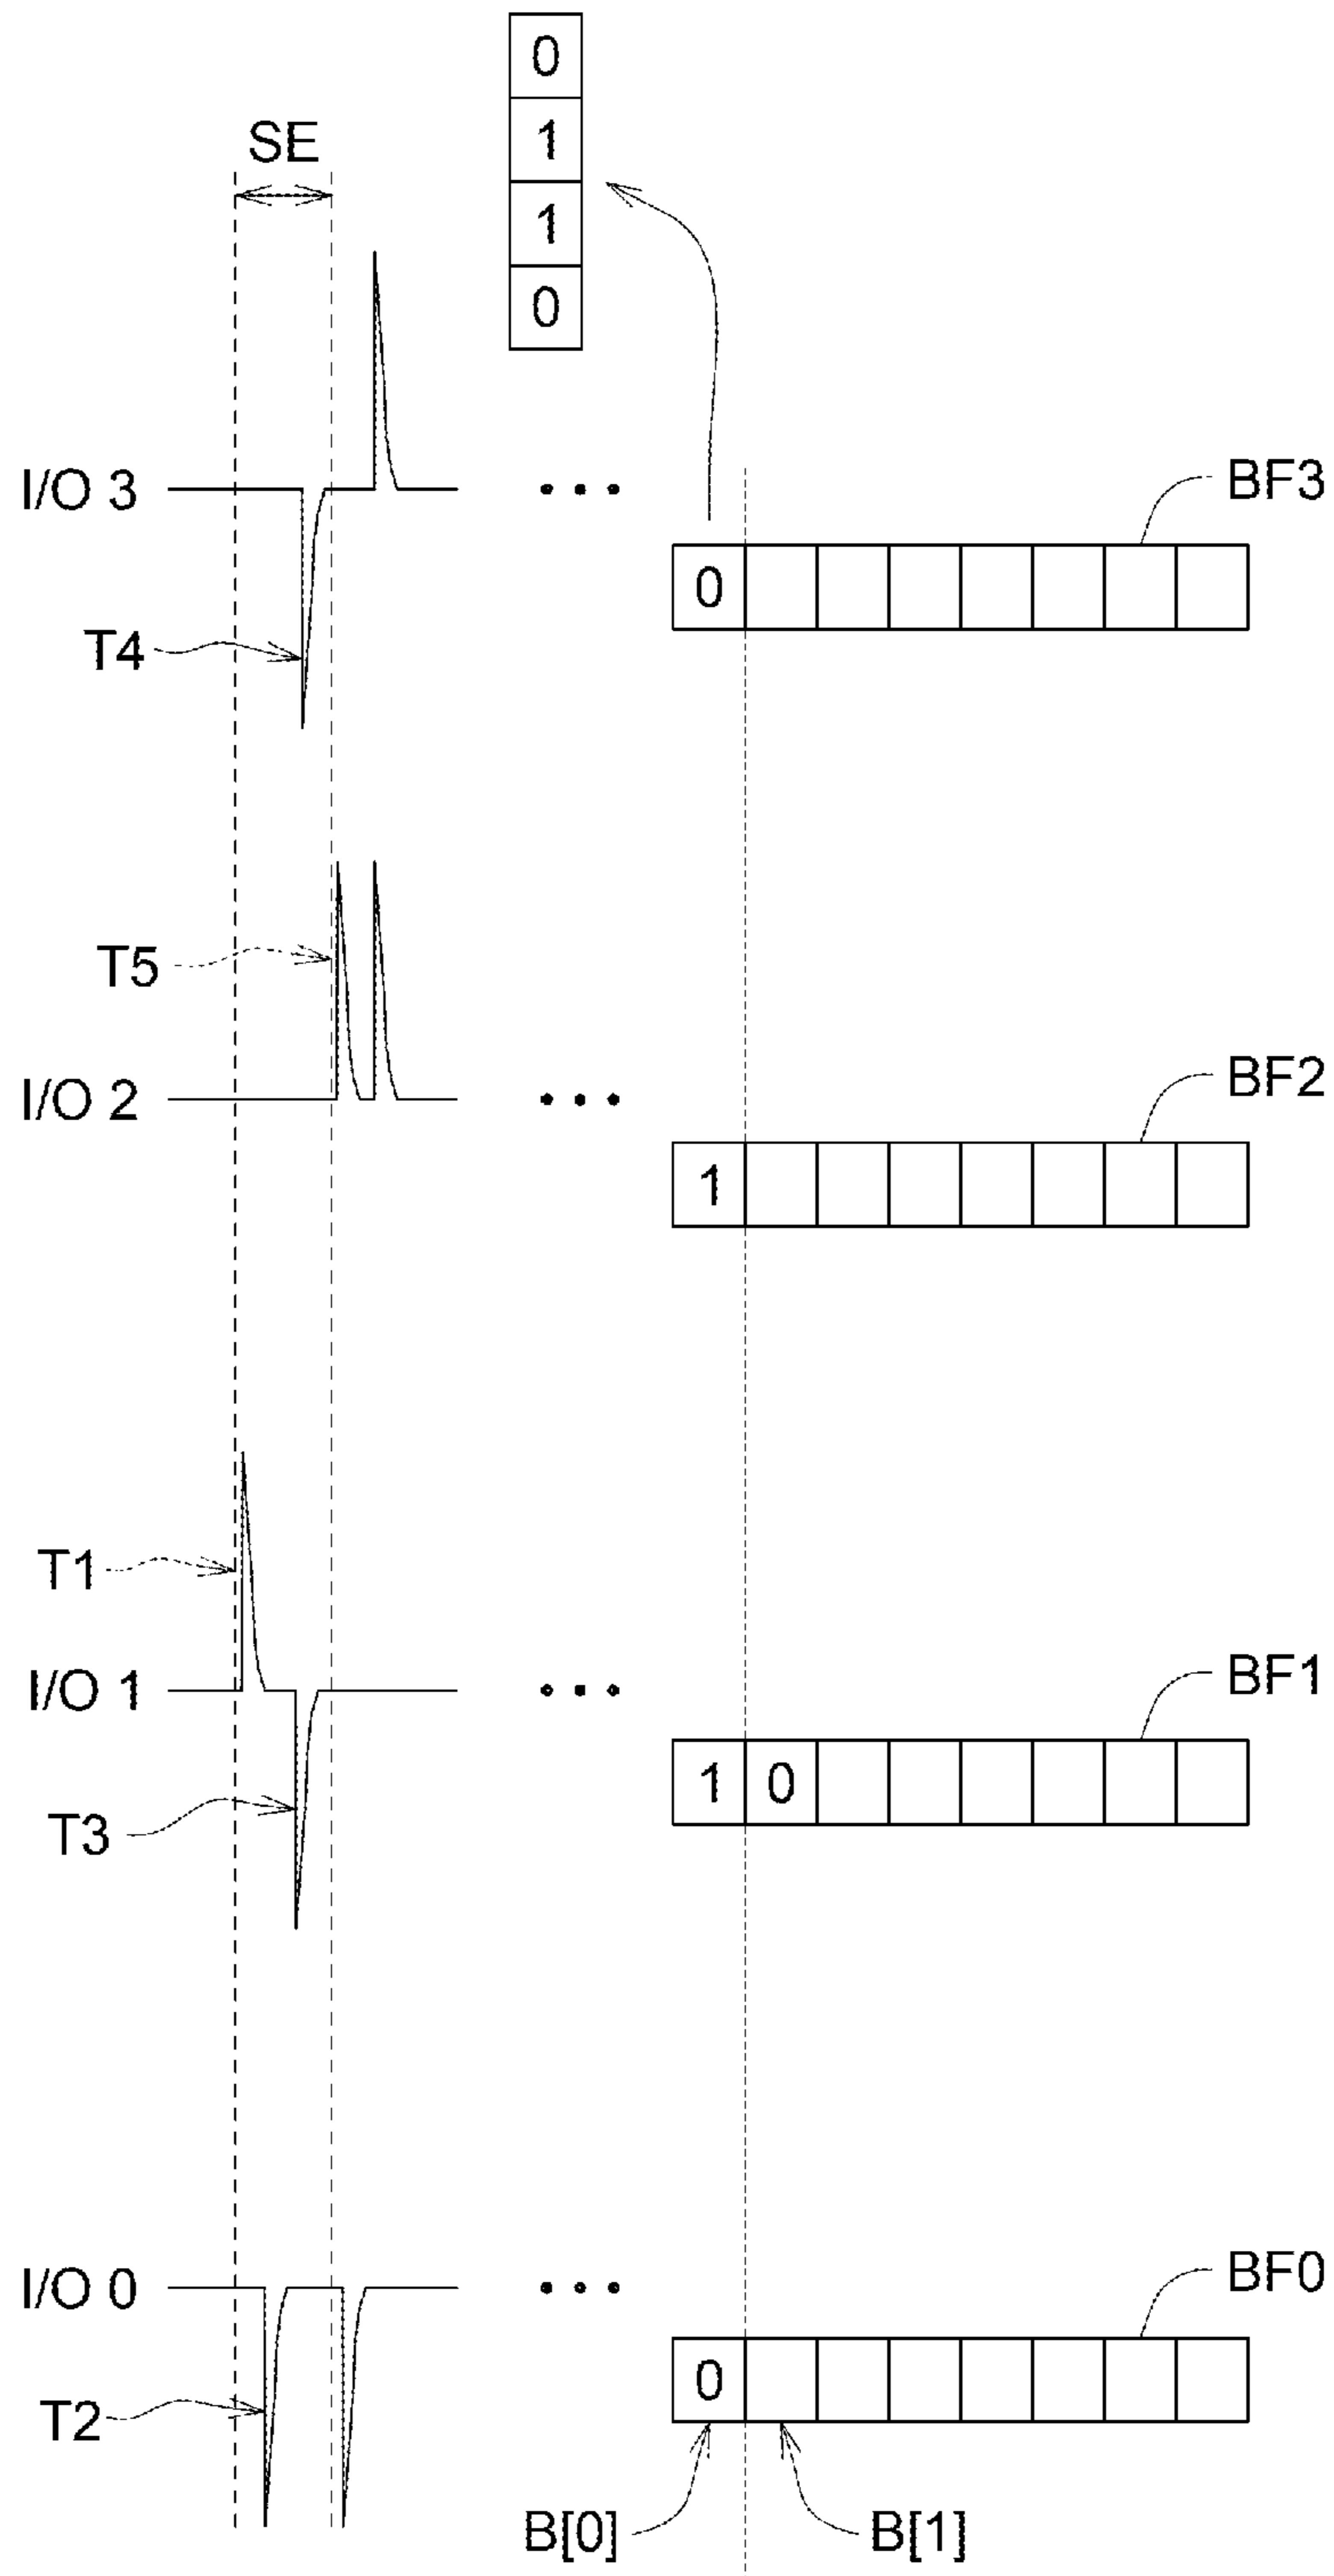 0
1
1
0
SE
I/O 3
BF3
0
T4
T5
I/O 2
BF2
1
T1
I/O 1
BF1
1 0
T3
I/O 0
BF0
0
T2
B[0] B[1]